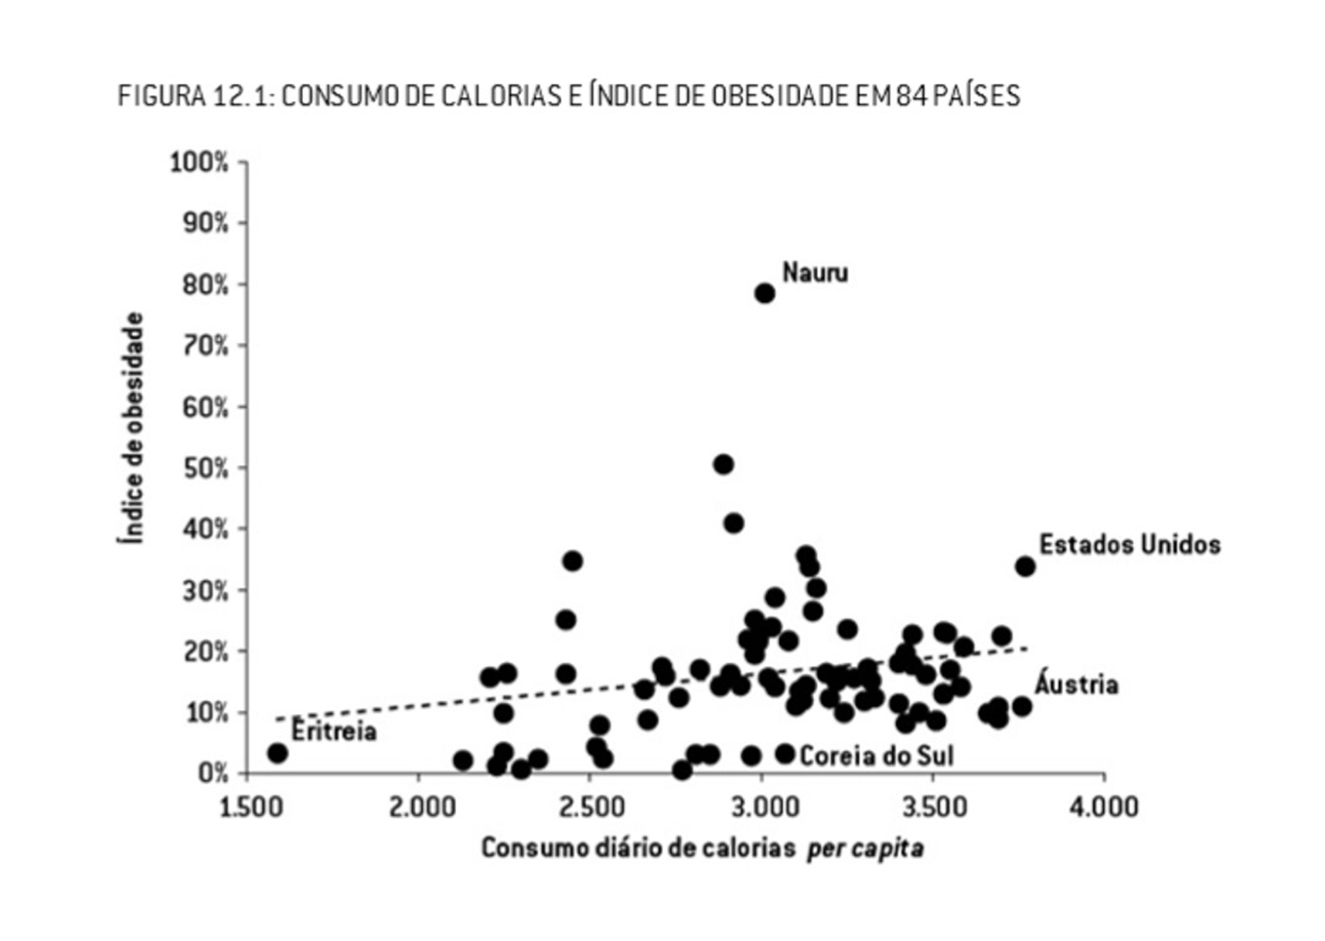 FIGURA 12.1: CONSUMO DE CALORIAS E ÍNDICE DE OBESIDADE EM 84 PAÍSES
100%
90%
80%
70%
60%
50%
40%
30%
20%
10%
0%
Índice de obesidade
Nauru
Estados Unidos
Áustria
Eritreia
Coreia do Sul
1.500
2.000
2.500
3.000
3.500
4.000
Consumo diário de calorias per capita